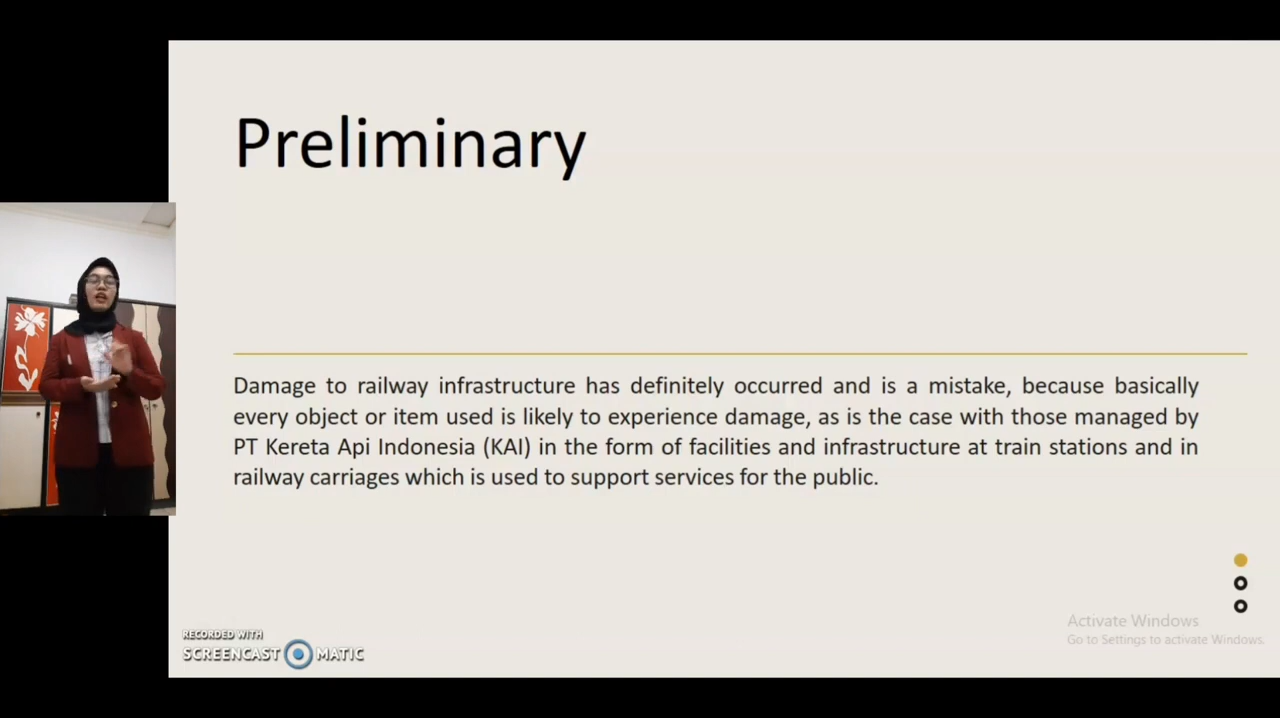 Preliminary
Damage to railway infrastructure has definitely occurred and is a mistake, because basically
every object or item used is likely to experience damage, as is the case with those managed by
PT Kereta Api Indonesia (KAI) in the form of facilities and infrastructure at train stations and in
railway carriages which is used to support services for the public.
Activate Windows
Go to Settings to activate Windows.
RECORDED WITH
SCREENCAST MATIC